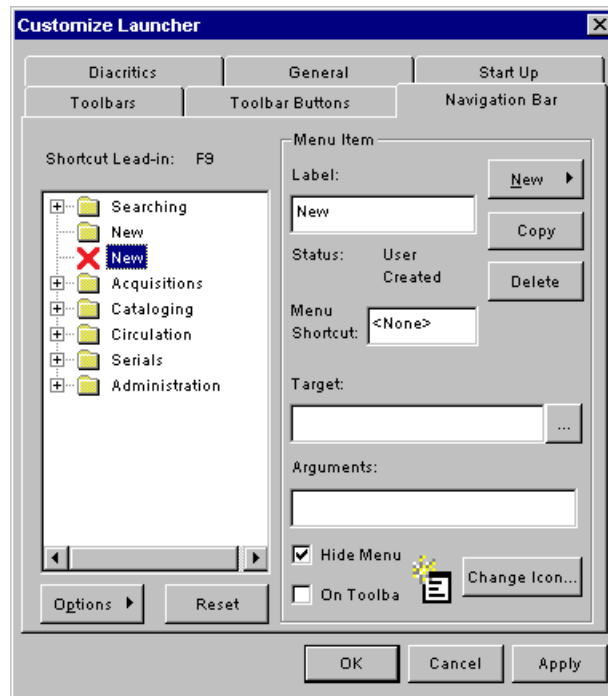 Customize Launcher
Diacritics
General
Start Up
Toolbars
Toolbar Buttons
Navigation Bar
Shortcut Lead-in: F9
Searching
New
New
Acquisitions
Cataloging
Circulation
Serials
Administration
Options
Reset
Menu Item
Label:
New
New
Copy
Status: User
Created
Delete
Menu
Shortcut:
<None>
Target:
...
Arguments:
Hide Menu
On Toolba
Change Icon...
OK
Cancel
Apply